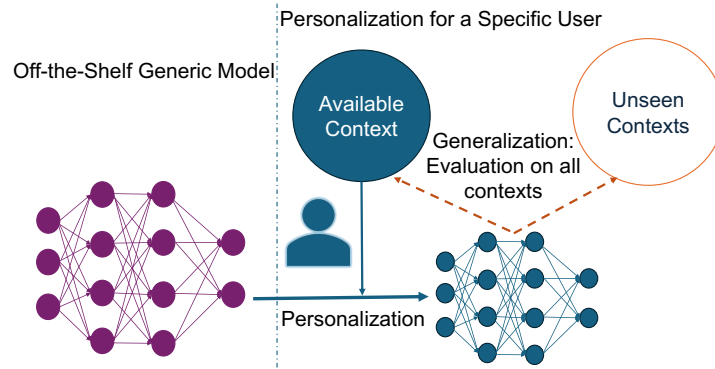 Personalization for a Specific User
Off-the-Shelf Generic Model
Available
Context
Unseen
Contexts
Generalization:
Evaluation on all
contexts
Personalization